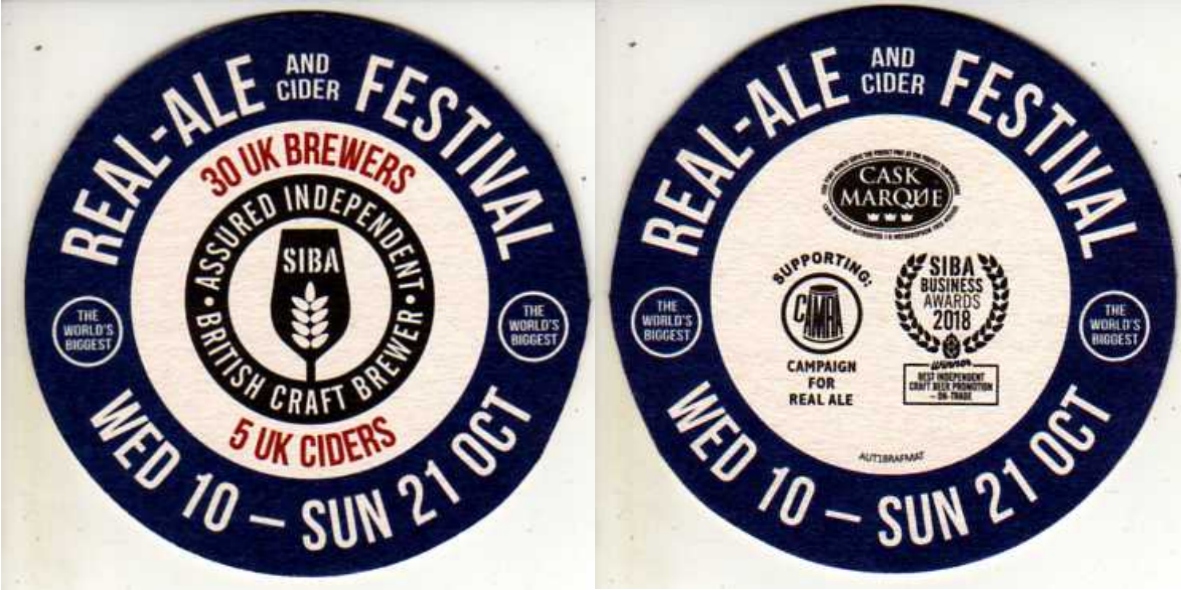 REAL-ALE AND CIDER FESTIVAL
30 UK BREWERS
ASSURED INDEPENDENT
SIBA
BRITISH CRAFT BREWER
5 UK CIDERS
THE WORLD'S BIGGEST
THE WORLD'S BIGGEST
WED 10 – SUN 21 OCT
REAL-ALE AND CIDER FESTIVAL
CASK
MARQUE
SUPPORTING:
CAMRA
CAMPAIGN
FOR
REAL ALE
SIBA
BUSINESS
AWARDS
2018
WINNER
BEST INDEPENDENT
CRAFT BEER PROMOTION
– ON-TRADE
THE WORLD'S BIGGEST
THE WORLD'S BIGGEST
AUT18RAFMAT
WED 10 – SUN 21 OCT